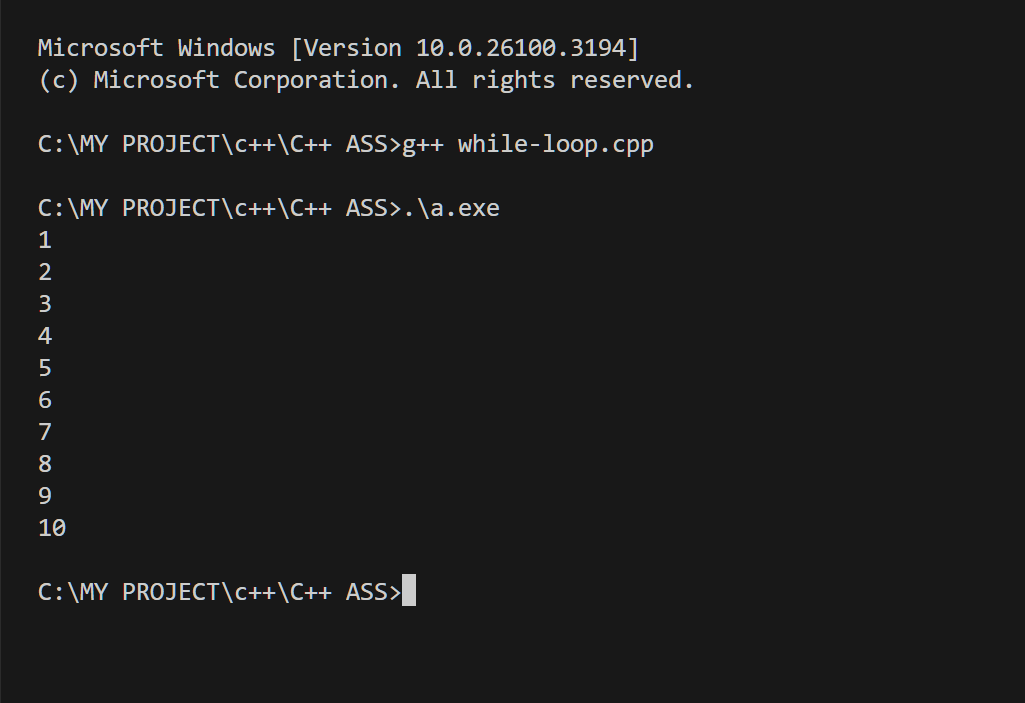 Microsoft Windows [Version 10.0.26100.3194]
(c) Microsoft Corporation. All rights reserved.
C:\MY PROJECT\c++\C++ ASS>g++ while-loop.cpp
C:\MY PROJECT\c++\C++ ASS>.\a.exe
1
2
3
4
5
6
7
8
9
10
C:\MY PROJECT\c++\C++ ASS>